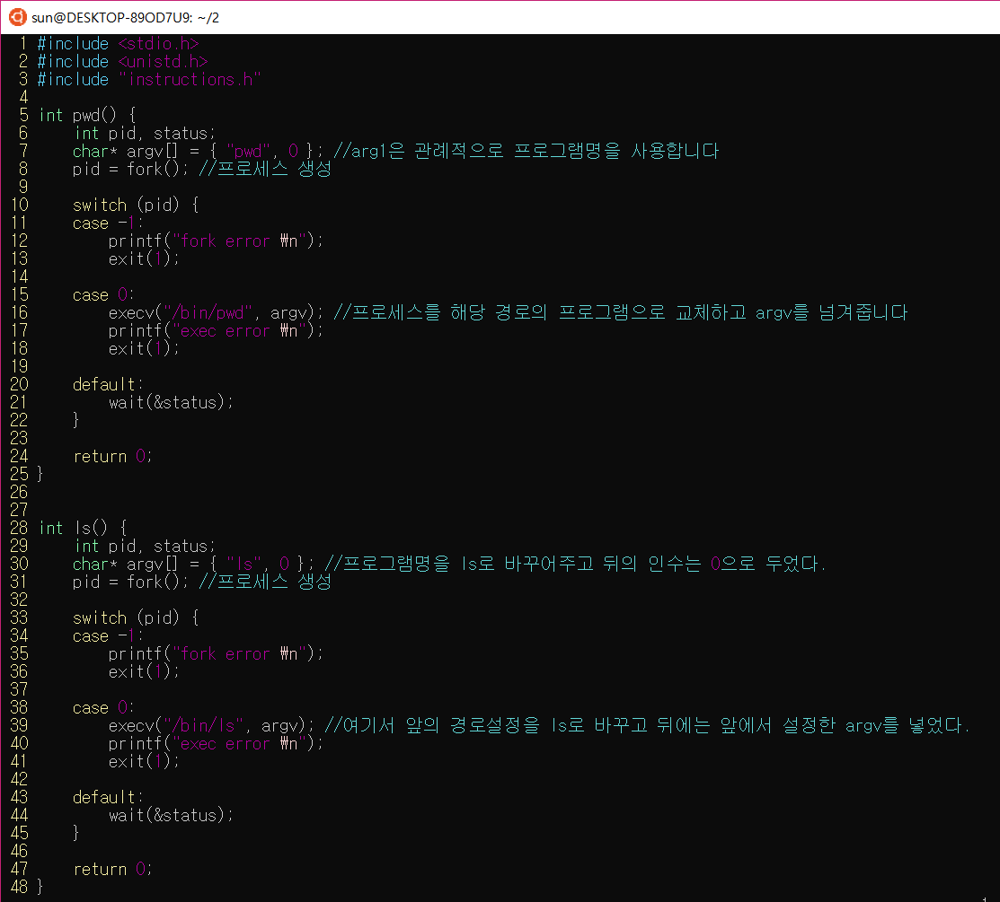 sun@DESKTOP-89OD7U9: ~/2
1 #include <stdio.h>
2 #include <unistd.h>
3 #include "instructions.h"
4
5 int pwd() {
6     int pid, status;
7     char* argv[] = { "pwd", 0 }; //arg1은 관례적으로 프로그램명을 사용합니다
8     pid = fork(); //프로세스 생성
9
10     switch (pid) {
11     case -1:
12         printf("fork error ₩n");
13         exit(1);
14
15     case 0:
16         execv("/bin/pwd", argv); //프로세스를 해당 경로의 프로그램으로 교체하고 argv를 넘겨줍니다
17         printf("exec error ₩n");
18         exit(1);
19
20     default:
21         wait(&status);
22     }
23
24     return 0;
25 }
26
27
28 int ls() {
29     int pid, status;
30     char* argv[] = { "ls", 0 }; //프로그램명을 ls로 바꾸어주고 뒤의 인수는 0으로 두었다.
31     pid = fork(); //프로세스 생성
32
33     switch (pid) {
34     case -1:
35         printf("fork error ₩n");
36         exit(1);
37
38     case 0:
39         execv("/bin/ls", argv); //여기서 앞의 경로설정을 ls로 바꾸고 뒤에는 앞에서 설정한 argv를 넣었다.
40         printf("exec error ₩n");
41         exit(1);
42
43     default:
44         wait(&status);
45     }
46
47     return 0;
48 }